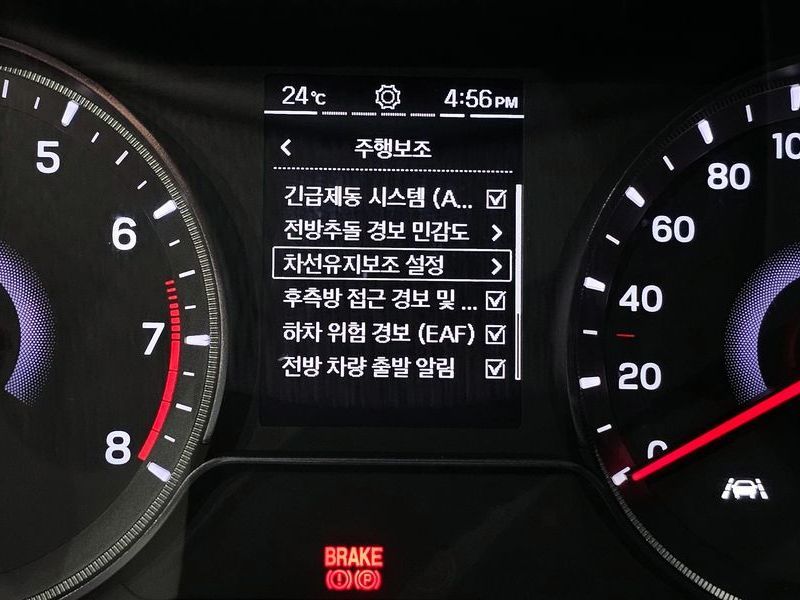 24℃ 4:56PM
주행보조
긴급제동 시스템 (A...
전방추돌 경보 민감도
차선유지보조 설정
후측방 접근 경보 및 ...
하차 위험 경보 (EAF)
전방 차량 출발 알림
5
6
7
8
100
80
60
40
20
0
BRAKE
(!) (P)